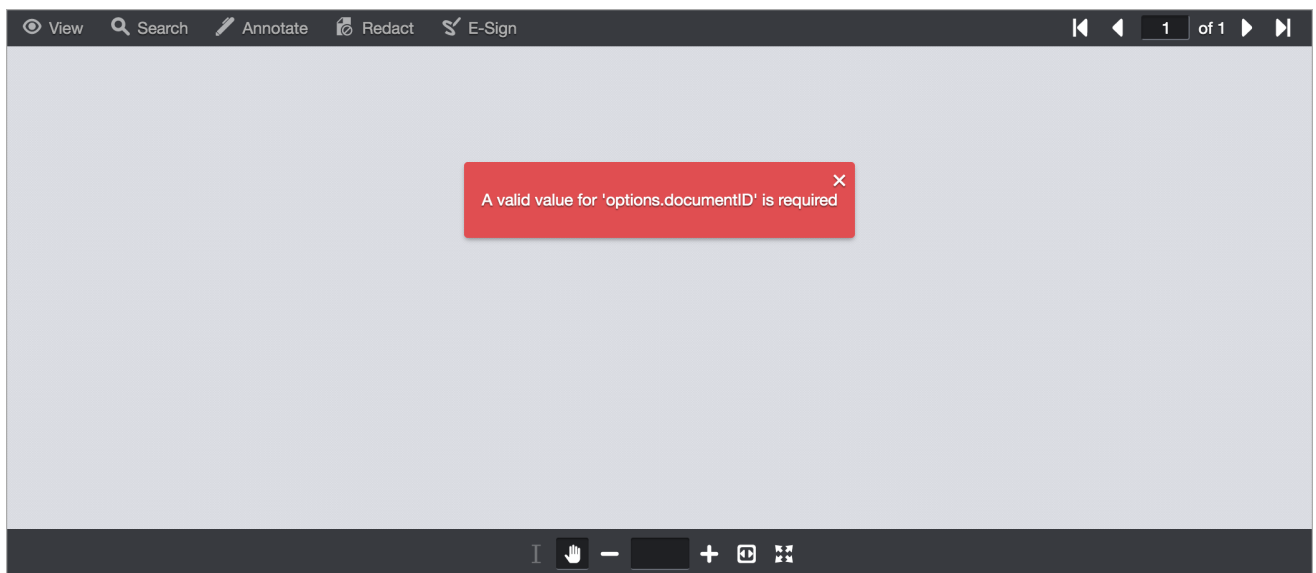 View Search Annotate Redact E-Sign 1 of 1
A valid value for 'options.documentID' is required